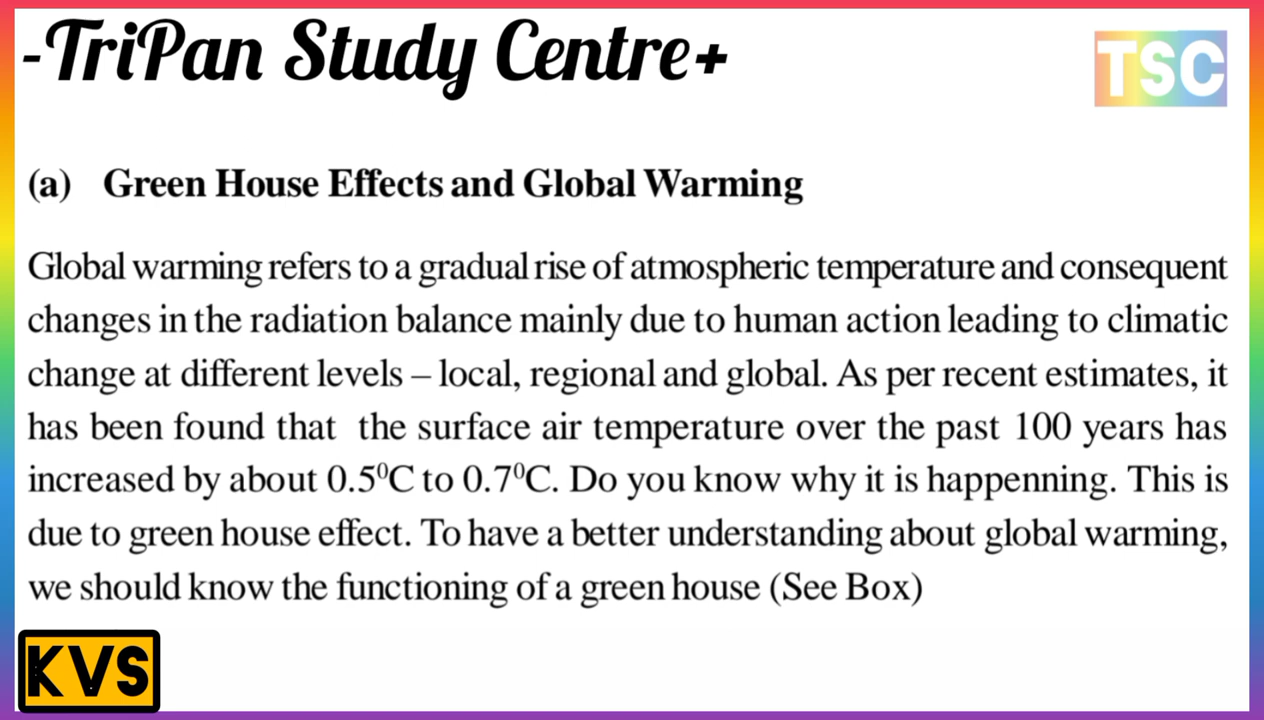 -TriPan Study Centre+
TSC
(a) Green House Effects and Global Warming
Global warming refers to a gradual rise of atmospheric temperature and consequent
changes in the radiation balance mainly due to human action leading to climatic
change at different levels – local, regional and global. As per recent estimates, it
has been found that the surface air temperature over the past 100 years has
increased by about 0.5⁰C to 0.7⁰C. Do you know why it is happenning. This is
due to green house effect. To have a better understanding about global warming,
we should know the functioning of a green house (See Box)
KVS